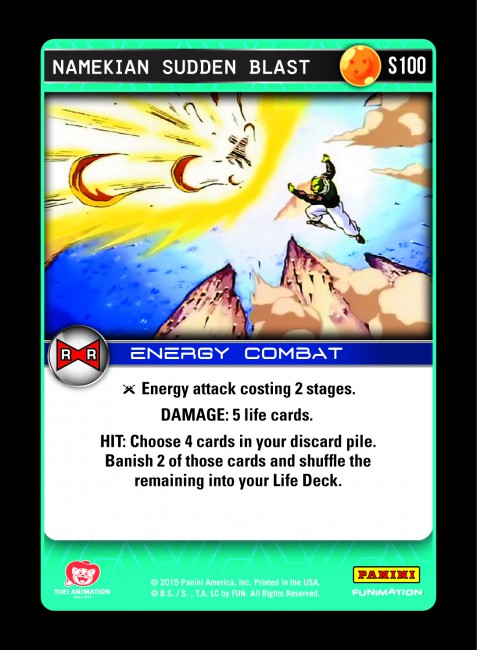 NAMEKIAN SUDDEN BLAST S100
R R
ENERGY COMBAT
Energy attack costing 2 stages.
DAMAGE: 5 life cards.
HIT: Choose 4 cards in your discard pile.
Banish 2 of those cards and shuffle the
remaining into your Life Deck.
TOEI ANIMATION
© 2015 Panini America, Inc. Printed in the USA.
© B.S. / S. , T.A. LC by FUN. All Rights Reserved.
PANINI
FUNIMATION